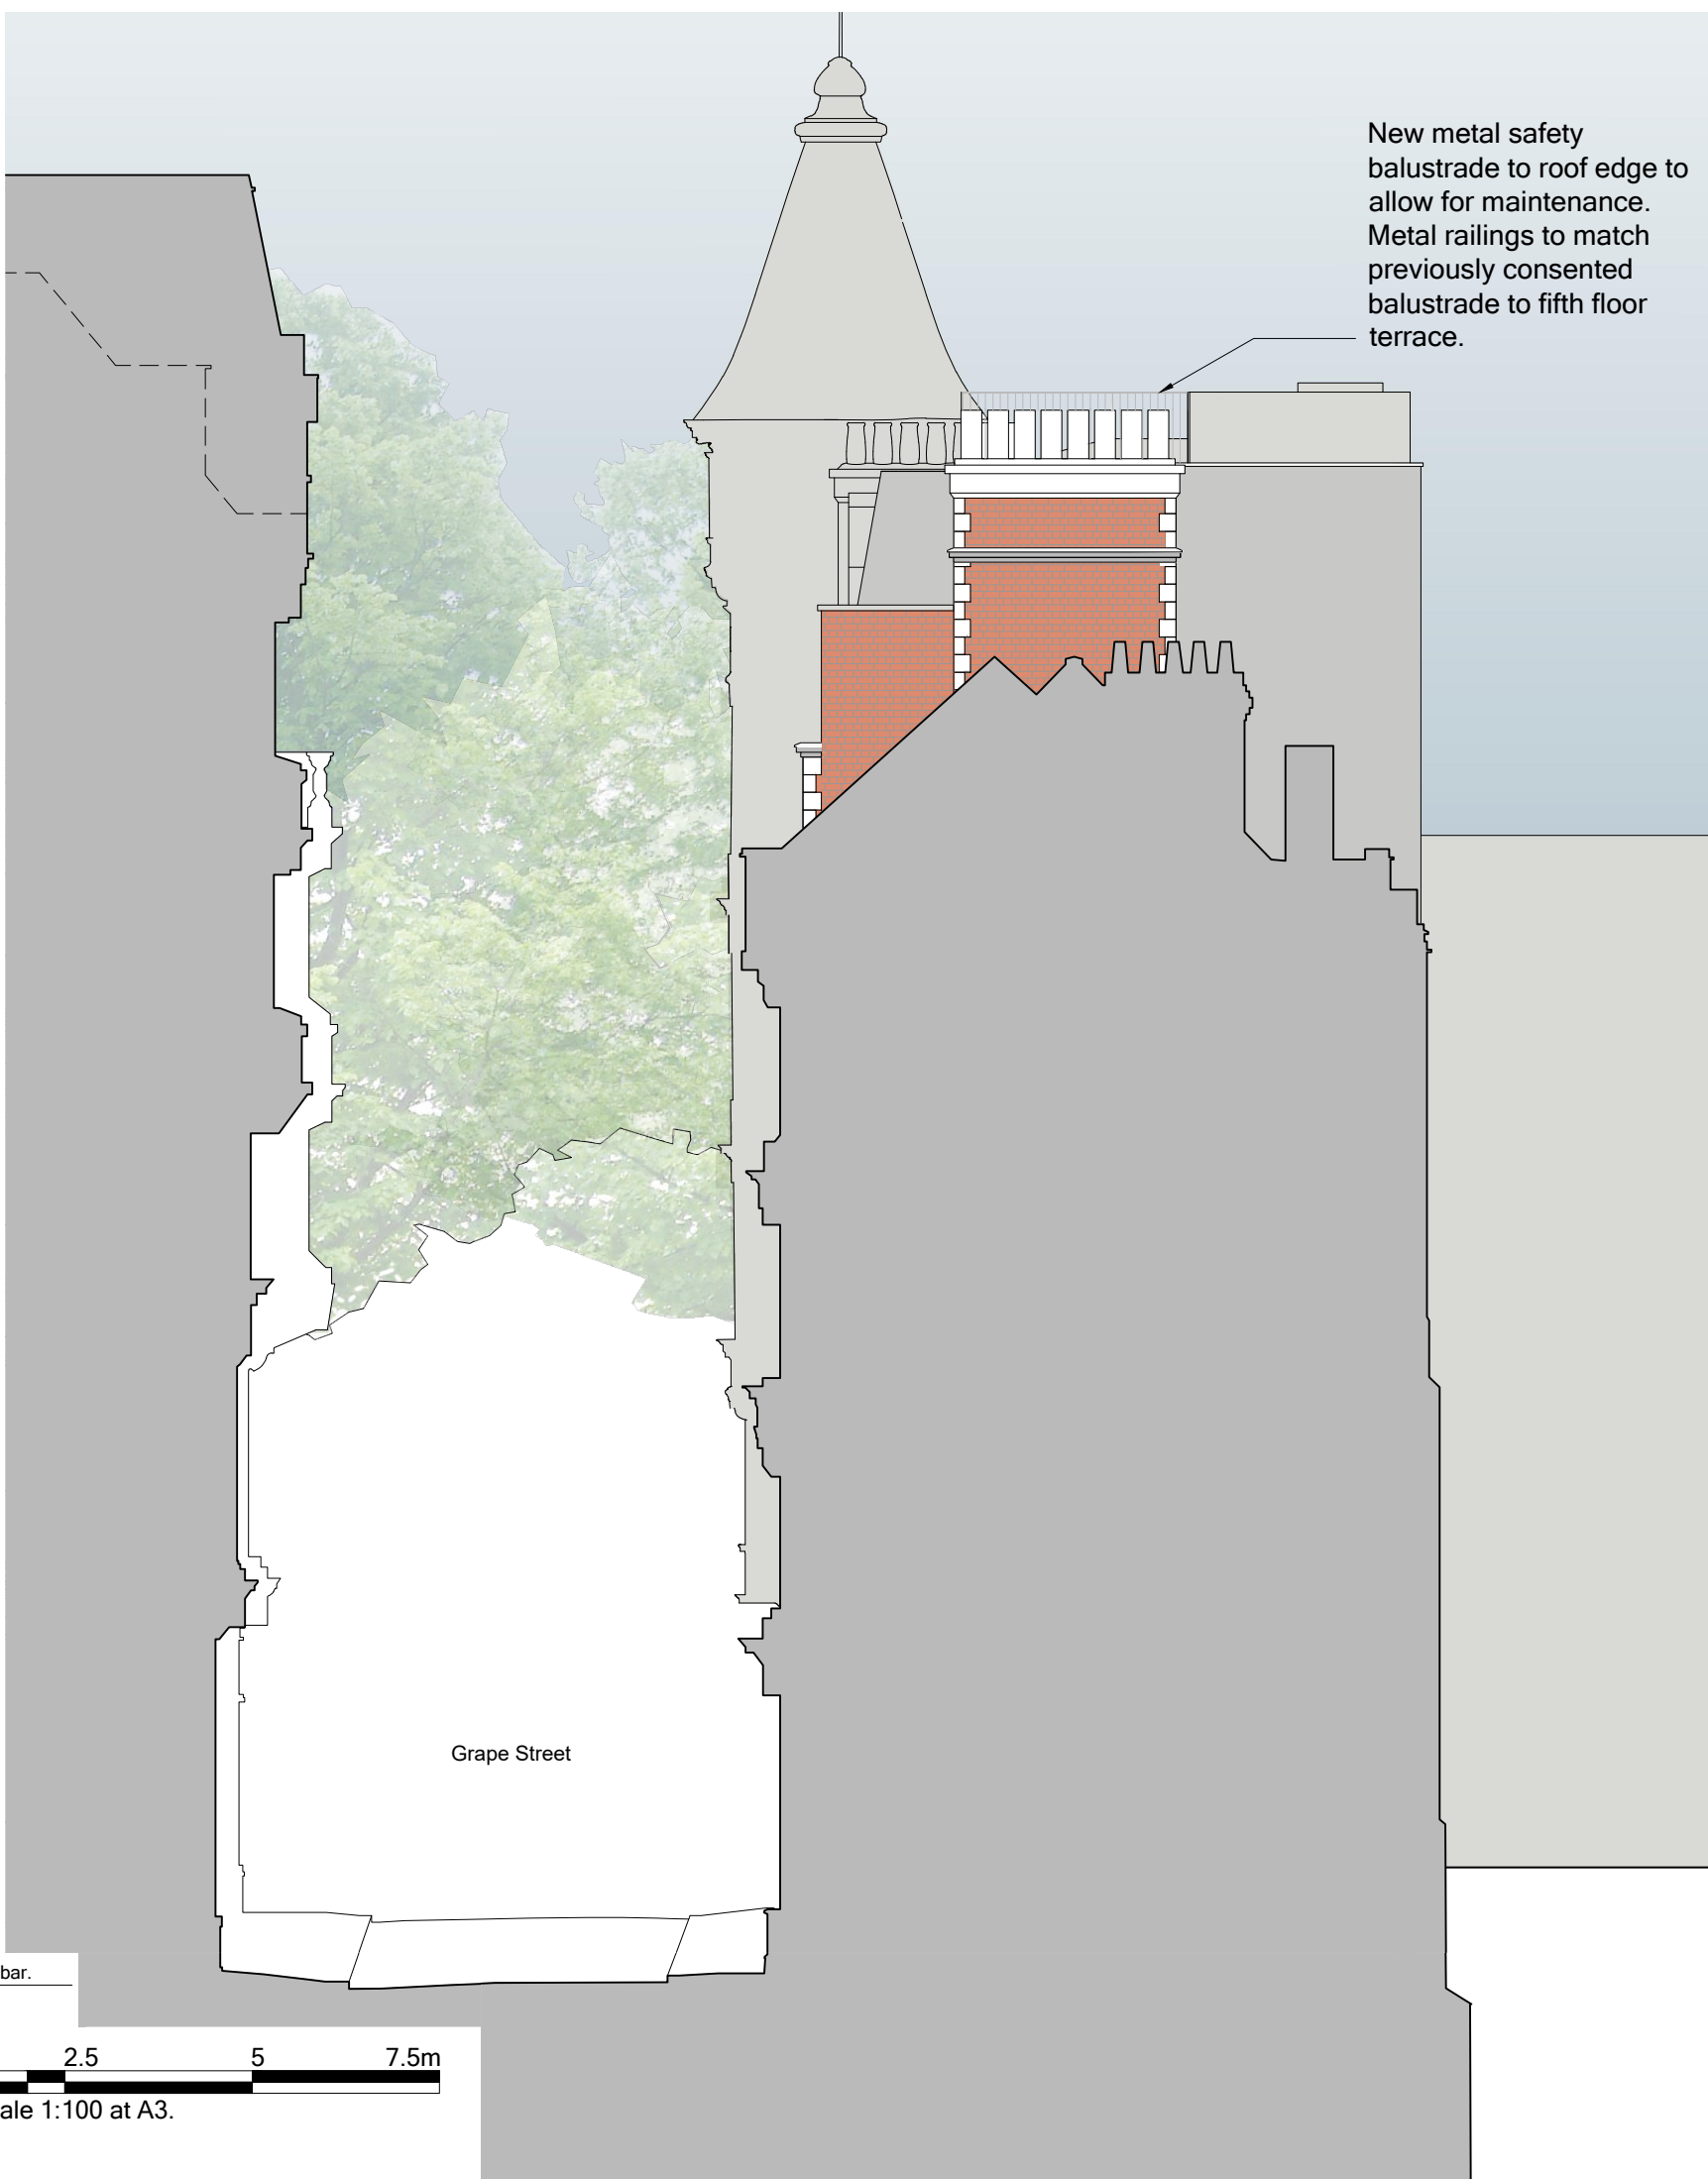 New metal safety
balustrade to roof edge to
allow for maintenance.
Metal railings to match
previously consented
balustrade to fifth floor
terrace.
Grape Street
bar.
2.5 5 7.5m
ale 1:100 at A3.